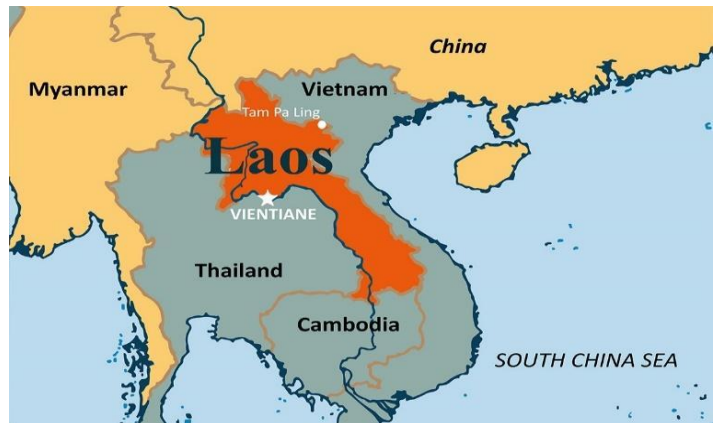 China
Myanmar
Vietnam
Tam Pa Ling
Laos
VIENTIANE
Thailand
Cambodia
SOUTH CHINA SEA